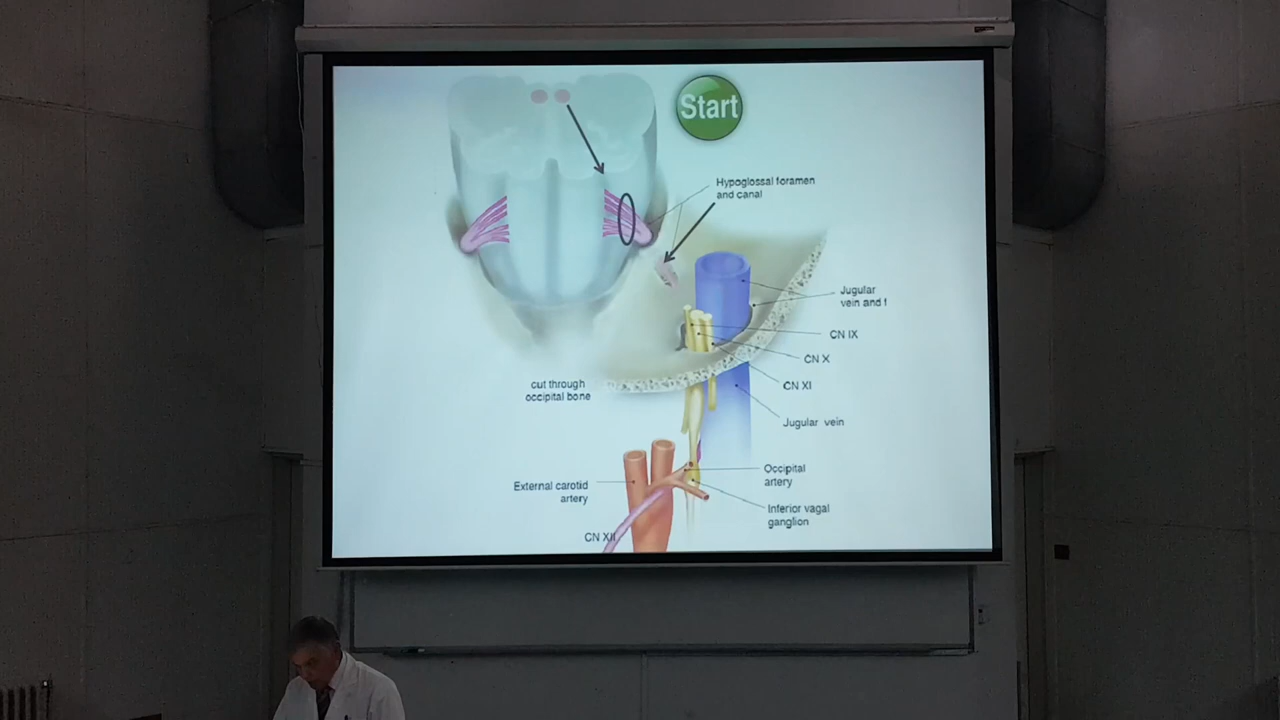 Start
Hypoglossal foramen
and canal
Jugular
vein and f
CN IX
CN X
CN XI
cut through
occipital bone
Jugular vein
External carotid
artery
Occipital
artery
Inferior vagal
ganglion
CN XII